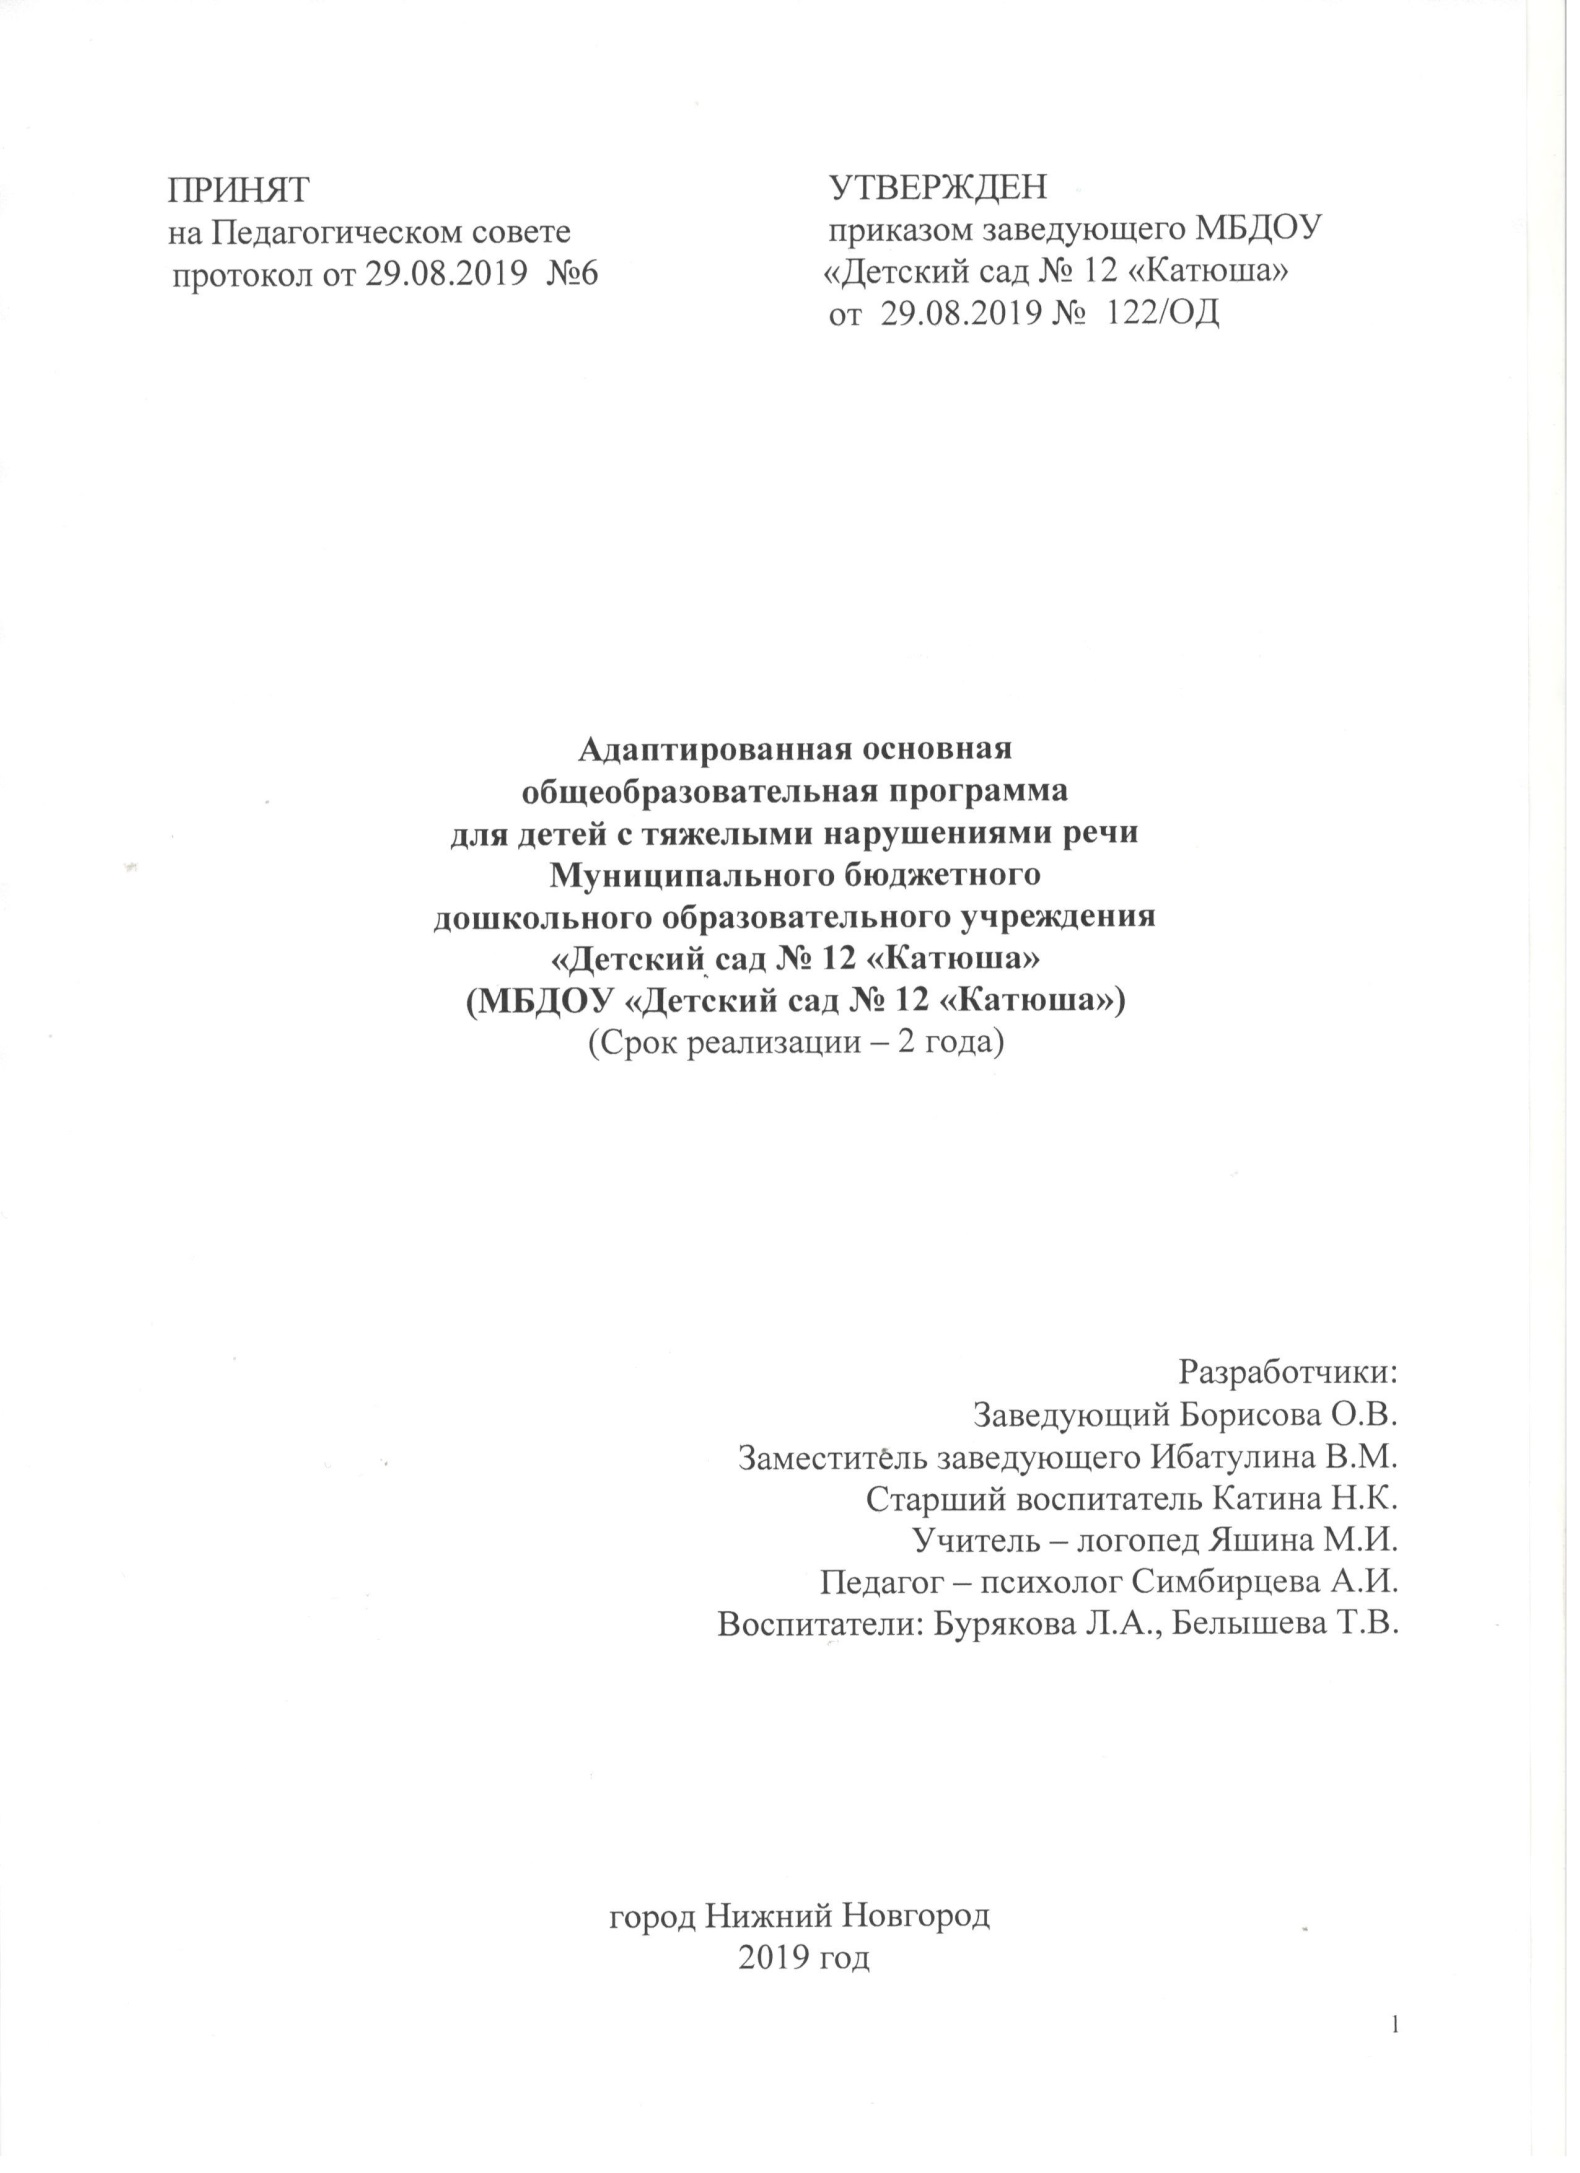 ПРИНЯТ
на Педагогическом совете
протокол от 29.08.2019 №6
УТВЕРЖДЕН
приказом заведующего МБДОУ
«Детский сад № 12 «Катюша»
от 29.08.2019 № 122/ОД
Адаптированная основная
общеобразовательная программа
для детей с тяжелыми нарушениями речи
Муниципального бюджетного
дошкольного образовательного учреждения
«Детский сад № 12 «Катюша»
(МБДОУ «Детский сад № 12 «Катюша»)
(Срок реализации – 2 года)
Разработчики:
Заведующий Борисова О.В.
Заместитель заведующего Ибатулина В.М.
Старший воспитатель Катина Н.К.
Учитель – логопед Яшина М.И.
Педагог – психолог Симбирцева А.И.
Воспитатели: Бурякова Л.А., Белышева Т.В.
город Нижний Новгород
2019 год
1